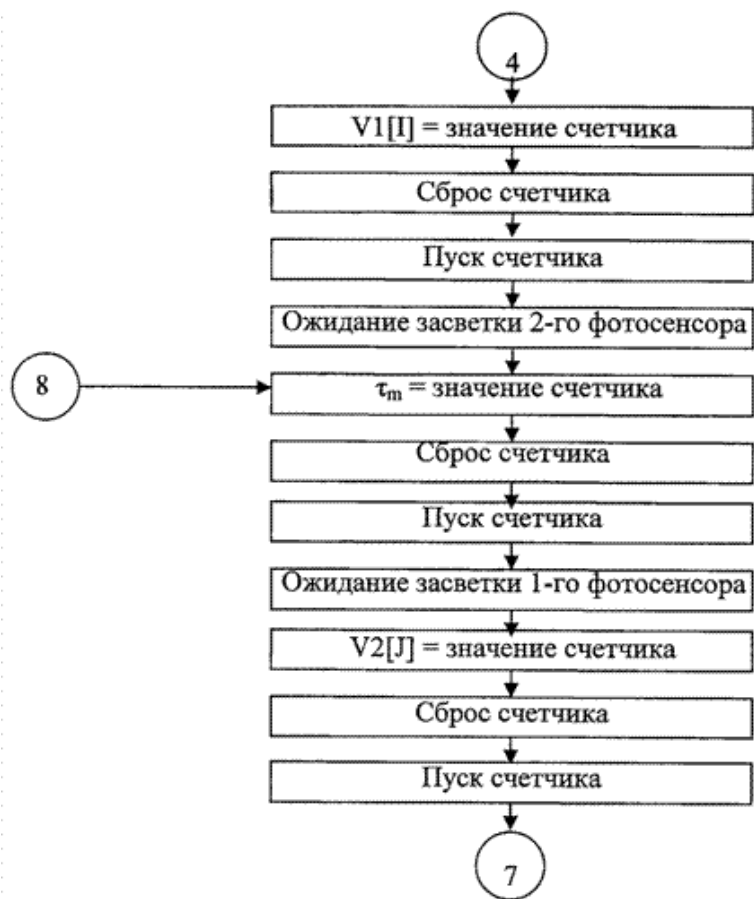 4
V1[I] = значение счетчика
Сброс счетчика
Пуск счетчика
Ожидание засветки 2-го фотосенсора
8
τm = значение счетчика
Сброс счетчика
Пуск счетчика
Ожидание засветки 1-го фотосенсора
V2[J] = значение счетчика
Сброс счетчика
Пуск счетчика
7